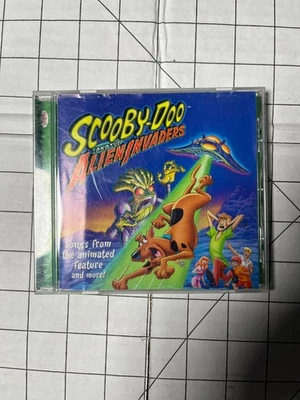 SCOOBY-DOO
AND THE
ALIEN INVADERS
Songs from
the animated
feature
and more!